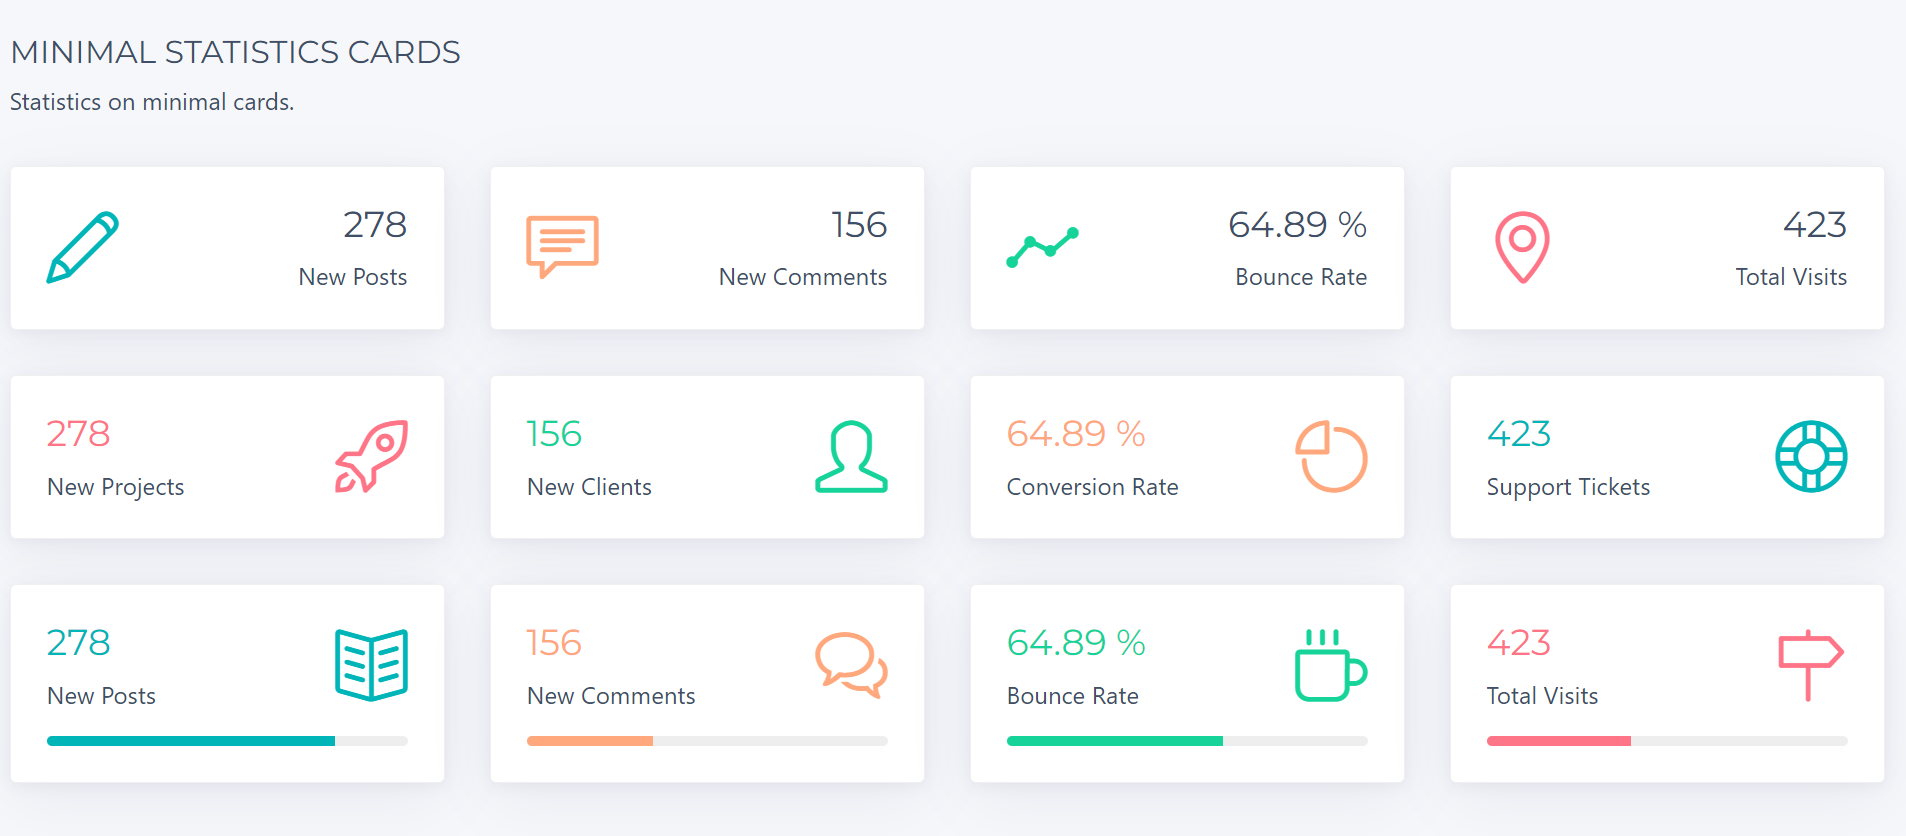 MINIMAL STATISTICS CARDS
Statistics on minimal cards.
278
New Posts
156
New Comments
64.89 %
Bounce Rate
423
Total Visits
278
New Projects
156
New Clients
64.89 %
Conversion Rate
423
Support Tickets
278
New Posts
156
New Comments
64.89 %
Bounce Rate
423
Total Visits